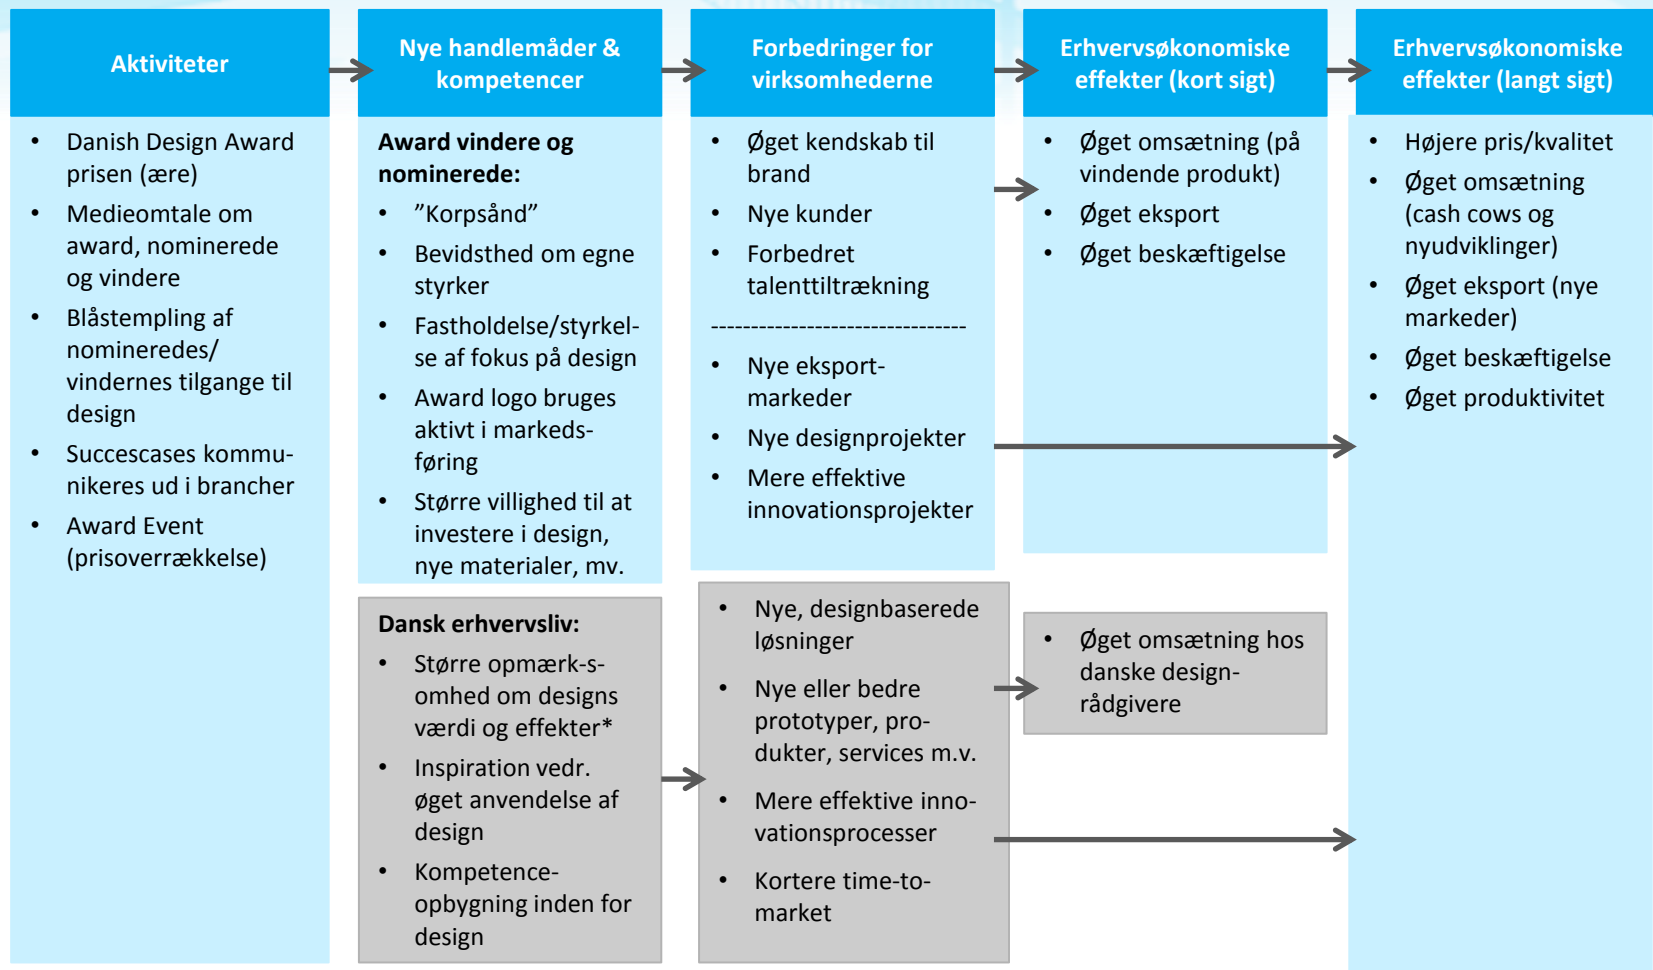 Aktiviteter
Nye handlemåder &
kompetencer
Forbedringer for
virksomhederne
Erhvervsøkonomiske
effekter (kort sigt)
Erhvervsøkonomiske
effekter (langt sigt)
• Danish Design Award
prisen (ære)
• Medieomtale om
award, nominerede
og vindere
• Blåstempling af
nomineredes/
vindernes tilgange til
design
• Succescases kommu-
nikeres ud i brancher
• Award Event
(prisoverrækkelse)
Award vindere og
nominerede:
• ”Korpsånd”
• Bevidsthed om egne
styrker
• Fastholdelse/styrkel-
se af fokus på design
• Award logo bruges
aktivt i markeds-
føring
• Større villighed til at
investere i design,
nye materialer, mv.
Dansk erhvervsliv:
• Større opmærk-s-
omhed om designs
værdi og effekter*
• Inspiration vedr.
øget anvendelse af
design
• Kompetence-
opbygning inden for
design
• Øget kendskab til
brand
• Nye kunder
• Forbedret
talenttiltrækning
--------------------------------
• Nye eksport-
markeder
• Nye designprojekter
• Mere effektive
innovationsprojekter
• Nye, designbaserede
løsninger
• Nye eller bedre
prototyper, pro-
dukter, services m.v.
• Mere effektive inno-
vationsprocesser
• Kortere time-to-
market
• Øget omsætning (på
vindende produkt)
• Øget eksport
• Øget beskæftigelse
• Øget omsætning hos
danske design-
rådgivere
• Højere pris/kvalitet
• Øget omsætning
(cash cows og
nyudviklinger)
• Øget eksport (nye
markeder)
• Øget beskæftigelse
• Øget produktivitet